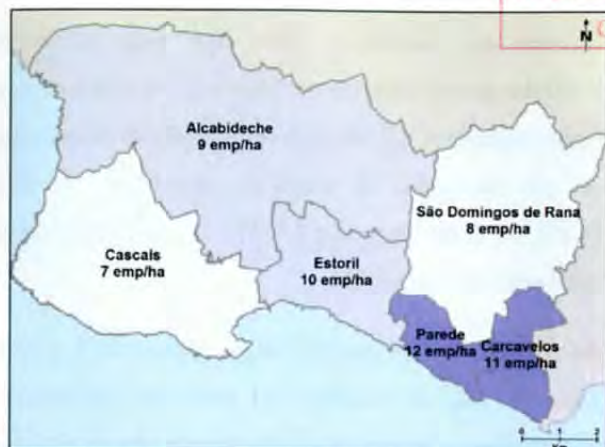 N
Alcabideche
9 emp/ha
São Domingos de Rana
8 emp/ha
Cascais
7 emp/ha
Estoril
10 emp/ha
Parede
12 emp/ha
Carcavelos
11 emp/ha
0 1 2